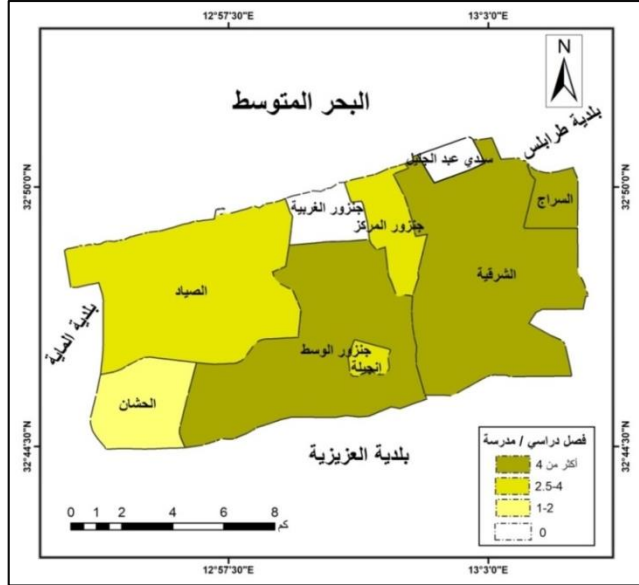 12°57'30"E
13°3'0"E
N
البحر المتوسط
بلدية طرابلس
32°50'0"N
32°50'0"N
سيدي عبد الجليل
السراج
جنزور الغربية
جنزور المركز
الشرقية
الصياد
بلدية الماية
جنزور الوسط
انجيلة
الحشان
بلدية العزيزية
32°44'30"N
32°44'30"N
فصل دراسي / مدرسة
أكثر من 4
2.5-4
1-2
0
0 1 2 4 6 8
كم
12°57'30"E
13°3'0"E